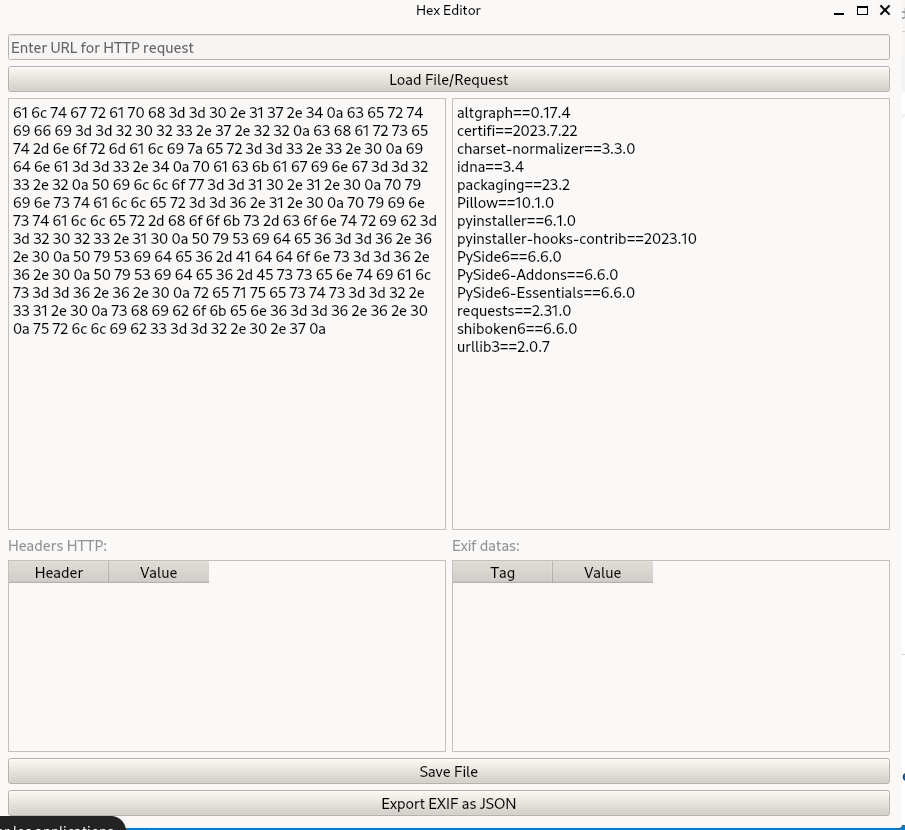 Hex Editor
Enter URL for HTTP request
Load File/Request
61 6c 74 67 72 61 70 68 3d 3d 30 2e 31 37 2e 34 0a 63 65 72 74
69 66 69 3d 3d 32 30 32 33 2e 37 2e 32 32 0a 63 68 61 72 73 65
74 2d 6e 6f 72 6d 61 6c 69 7a 65 72 3d 3d 33 2e 33 2e 30 0a 69
64 6e 61 3d 3d 33 2e 34 0a 70 61 63 6b 61 67 69 6e 67 3d 3d 32
33 2e 32 0a 50 69 6c 6c 6f 77 3d 3d 31 30 2e 31 2e 30 0a 70 79
69 6e 73 74 61 6c 6c 65 72 3d 3d 36 2e 31 2e 30 0a 70 79 69 6e
73 74 61 6c 6c 65 72 2d 68 6f 6f 6b 73 2d 63 6f 6e 74 72 69 62 3d
3d 32 30 32 33 2e 31 30 0a 50 79 53 69 64 65 36 3d 3d 36 2e 36
2e 30 0a 50 79 53 69 64 65 36 2d 41 64 64 6f 6e 73 3d 3d 36 2e
36 2e 30 0a 50 79 53 69 64 65 36 2d 45 73 73 65 6e 74 69 61 6c
73 3d 3d 36 2e 36 2e 30 0a 72 65 71 75 65 73 74 73 3d 3d 32 2e
33 31 2e 30 0a 73 68 69 62 6f 6b 65 6e 36 3d 3d 36 2e 36 2e 30
0a 75 72 6c 6c 69 62 33 3d 3d 32 2e 30 2e 37 0a
altgraph==0.17.4
certifi==2023.7.22
charset-normalizer==3.3.0
idna==3.4
packaging==23.2
Pillow==10.1.0
pyinstaller==6.1.0
pyinstaller-hooks-contrib==2023.10
PySide6==6.6.0
PySide6-Addons==6.6.0
PySide6-Essentials==6.6.0
requests==2.31.0
shiboken6==6.6.0
urllib3==2.0.7
Headers HTTP:
Header Value
Exif datas:
Tag Value
Save File
Export EXIF as JSON